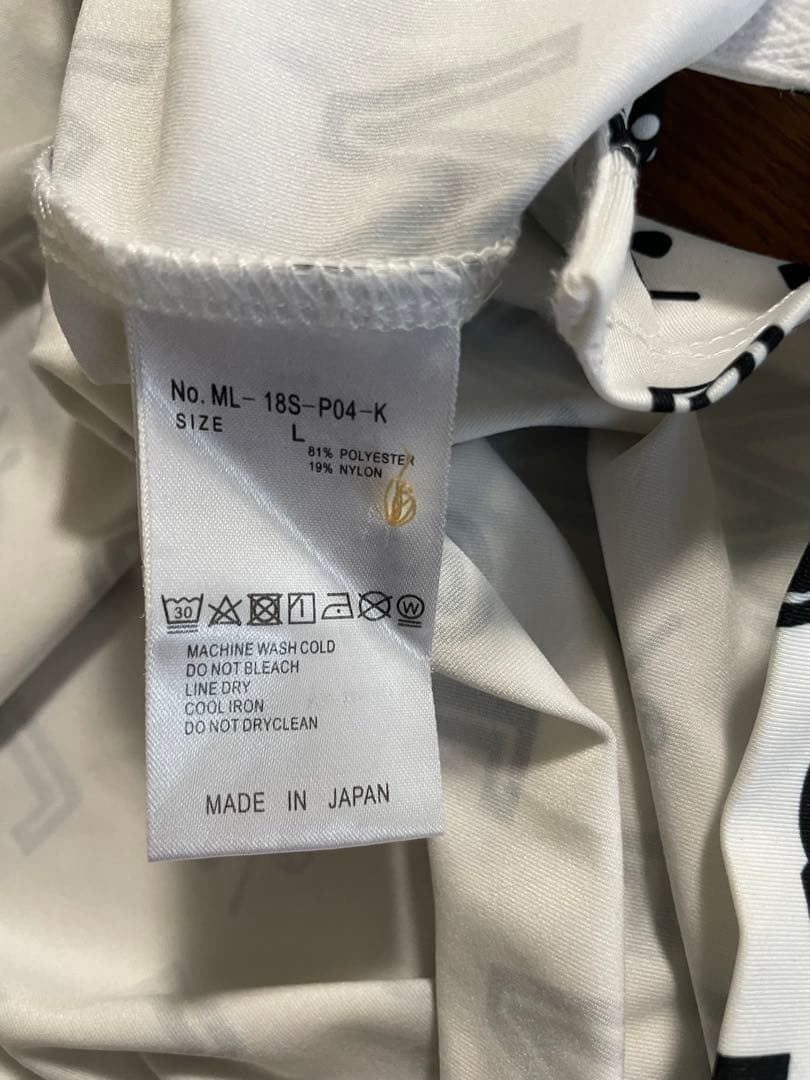 No. ML- 18S-P04-K
SIZE
L
81% POLYESTER
19% NYLON
30 W
MACHINE WASH COLD
DO NOT BLEACH
LINE DRY
COOL IRON
DO NOT DRYCLEAN
MADE IN JAPAN